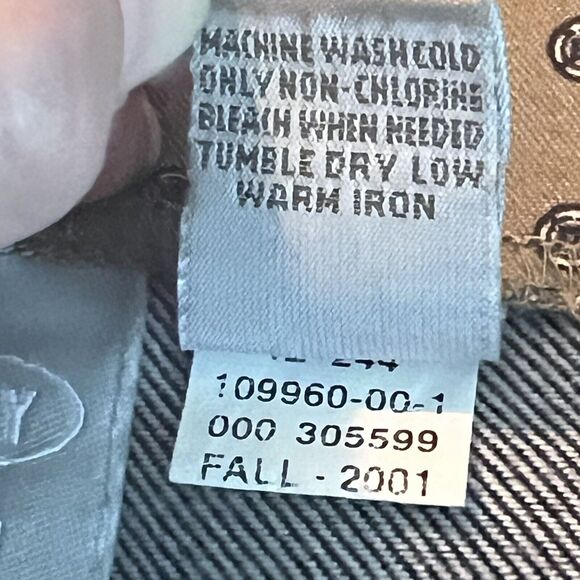 MACHINE WASH COLD
ONLY NON-CHLORINE
BLEACH WHEN NEEDED
TUMBLE DRY LOW
WARM IRON
244
109960-00-1
000 305599
FALL - 2001